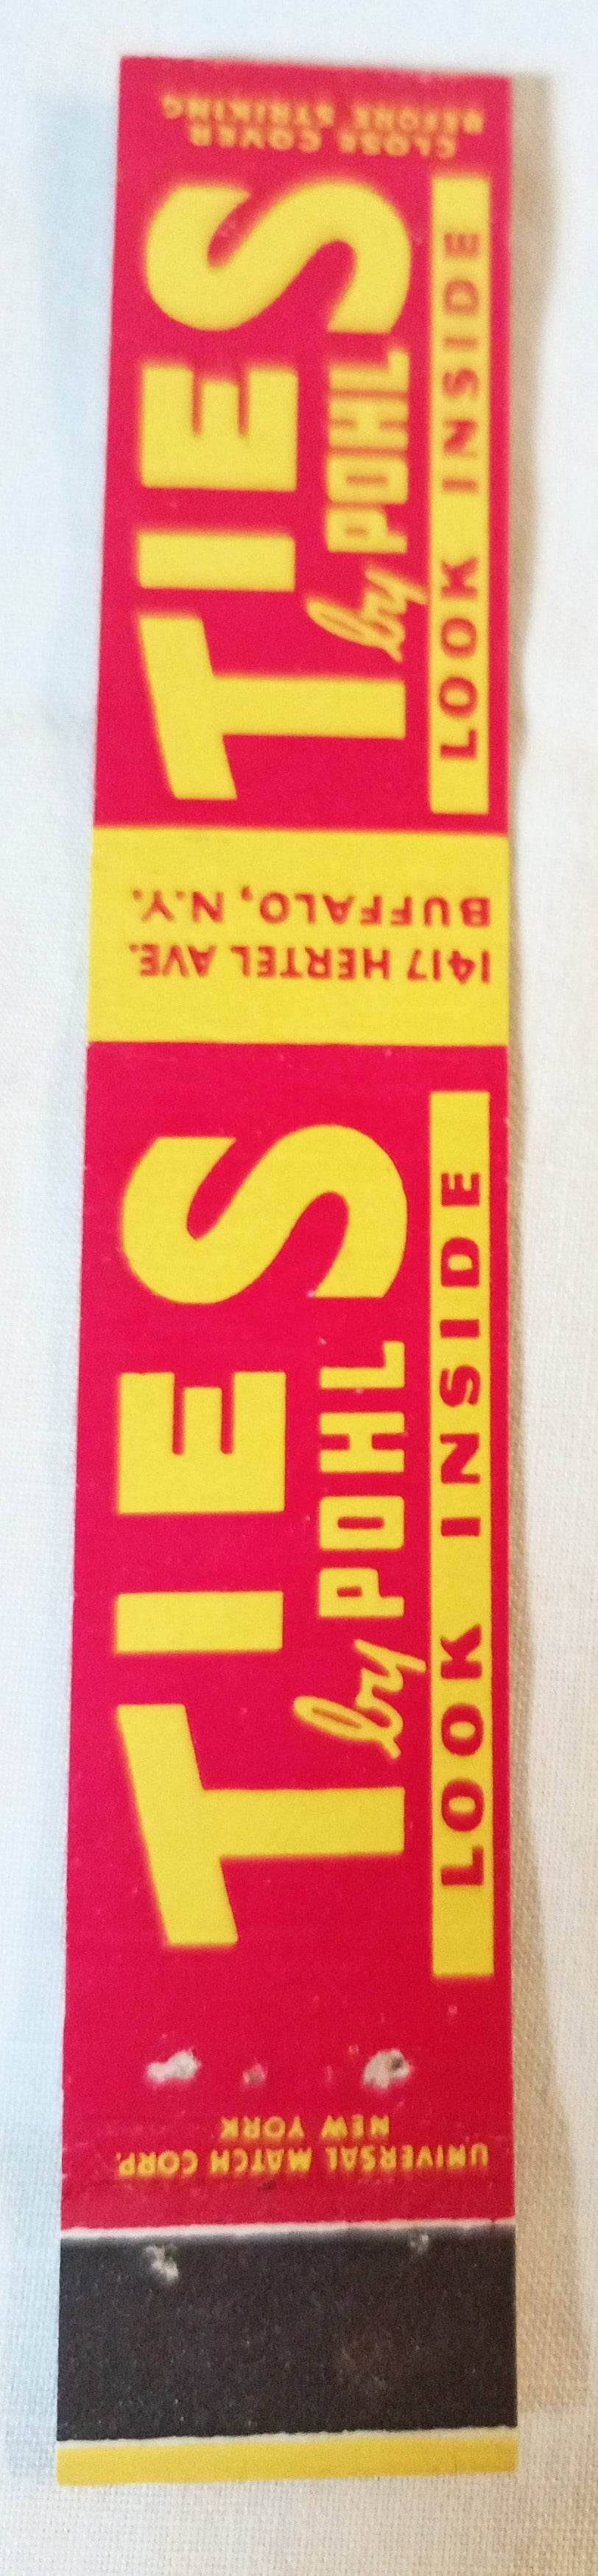 CLOSE COVER
BEFORE STRIKING
TIES
by POHL
LOOK INSIDE
1417 HERTEL AVE.
BUFFALO, N.Y.
TIES
by POHL
LOOK INSIDE
UNIVERSAL MATCH CORP.
NEW YORK